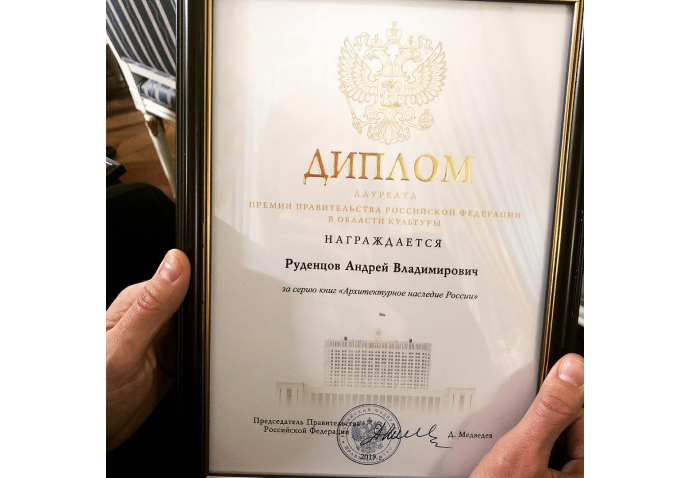 ДИПЛОМ
ЛАУРЕАТА
ПРЕМИИ ПРАВИТЕЛЬСТВА РОССИЙСКОЙ ФЕДЕРАЦИИ
В ОБЛАСТИ КУЛЬТУРЫ
НАГРАЖДАЕТСЯ
Руденцов Андрей Владимирович
за серию книг «Архитектурное наследие России»
Председатель Правительства
Российской Федерации
Д. Медведев
2019